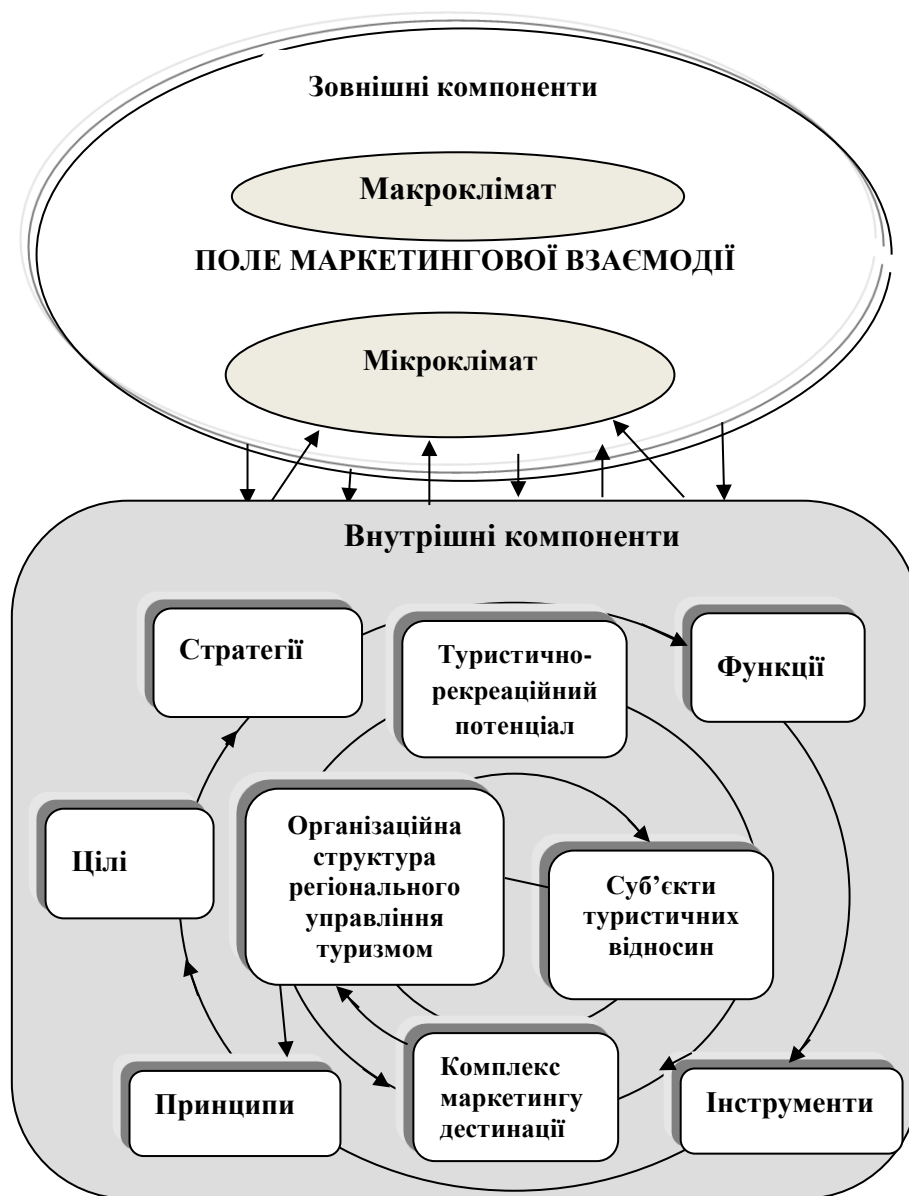 Зовнішні компоненти
Макроклімат
ПОЛЕ МАРКЕТИНГОВОЇ ВЗАЄМОДІЇ
Мікроклімат
Внутрішні компоненти
Стратегії
Туристично-
рекреаційний
потенціал
Функції
Цілі
Організаційна
структура
регіонального
управління
туризмом
Суб’єкти
туристичних
відносин
Принципи
Комплекс
маркетингу
дестинації
Інструменти